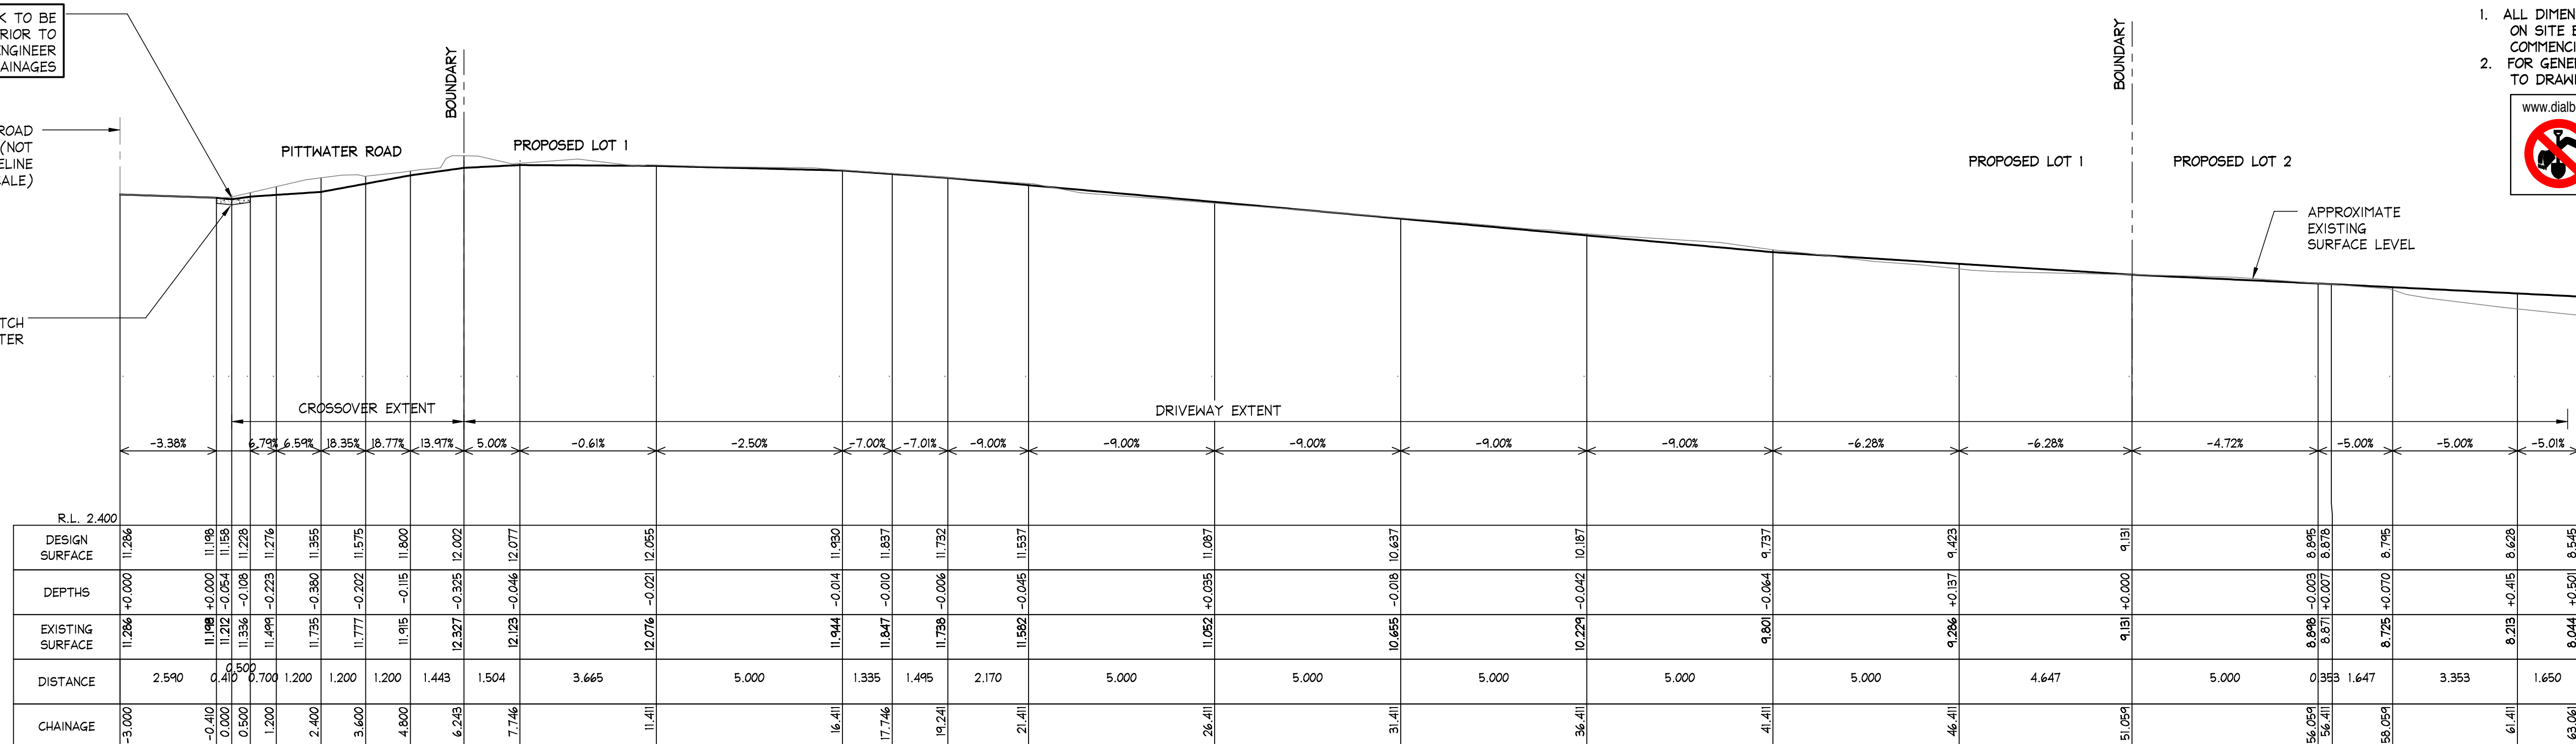 K TO BE
RIOR TO
ENGINEER
AINAGES
ROAD
(NOT
ELINE
CALE)
TCH
TER
BOUNDARY
PITTWATER ROAD
PROPOSED LOT 1
PROPOSED LOT 1
BOUNDARY
PROPOSED LOT 2
APPROXIMATE
EXISTING
SURFACE LEVEL
1. ALL DIMEN
ON SITE B
COMMENCI
2. FOR GENE
TO DRAW
www.dialb
CROSSOVER EXTENT
DRIVEWAY EXTENT
-3.38% 6.79% 6.59% 18.35% 18.77% 13.97% 5.00% -0.61% -2.50% -7.00% -7.01% -9.00% -9.00% -9.00% -9.00% -9.00% -6.28% -6.28% -4.72% -5.00% -5.00% -5.01%
R.L. 2.400
DESIGN
SURFACE
11.286 11.198 11.158 11.228 11.276 11.355 11.575 11.800 12.002 12.077 12.055 11.930 11.837 11.732 11.537 11.087 10.637 10.187 9.737 9.423 9.131 8.895 8.878 8.795 8.628 8.545
DEPTHS
+0.000 +0.000 -0.054 -0.108 -0.223 -0.380 -0.202 -0.115 -0.325 -0.046 -0.021 -0.014 -0.010 -0.006 -0.045 +0.035 -0.018 -0.042 -0.064 +0.137 +0.000 -0.003 +0.007 +0.070 +0.415 +0.501
EXISTING
SURFACE
11.286 11.198 11.212 11.336 11.499 11.735 11.777 11.915 12.327 12.123 12.076 11.944 11.847 11.738 11.582 11.052 10.655 10.229 9.801 9.286 9.131 8.898 8.871 8.725 8.213 8.044
DISTANCE
2.590 0.410 0.500 0.700 1.200 1.200 1.200 1.443 1.504 3.665 5.000 1.335 1.495 2.170 5.000 5.000 5.000 5.000 5.000 4.647 5.000 0.353 1.647 3.353 1.650
CHAINAGE
-3.000 -0.410 0.000 0.500 1.200 2.400 3.600 4.800 6.243 7.746 11.411 16.411 17.746 19.241 21.411 26.411 31.411 36.411 41.411 46.411 51.059 56.059 56.411 58.059 61.411 63.061